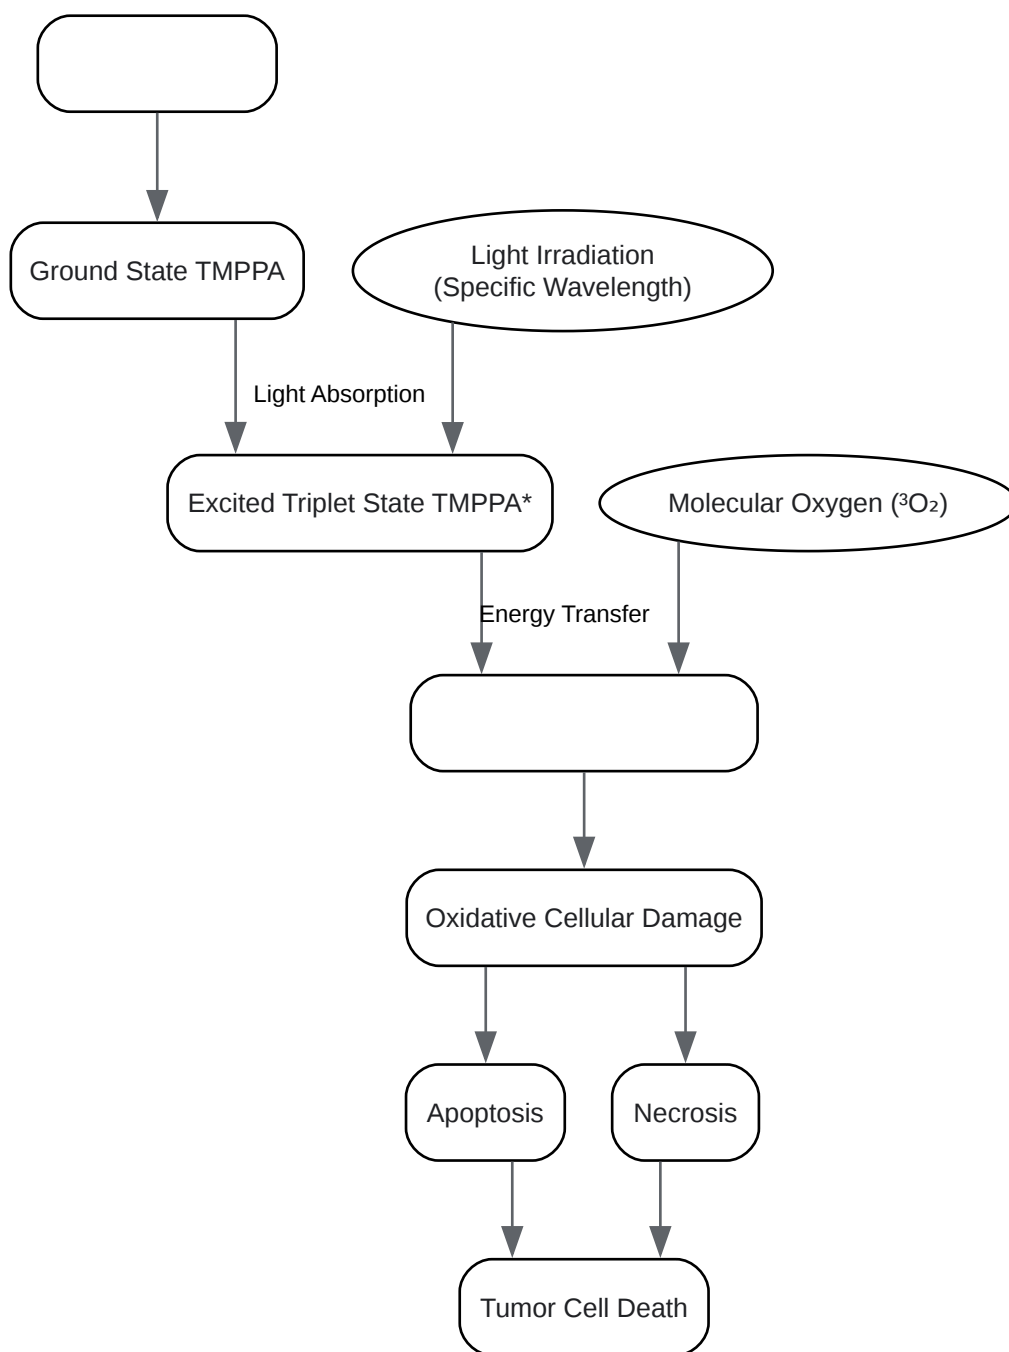 Ground State TMPPA
Light Irradiation
(Specific Wavelength)
Light Absorption
Excited Triplet State TMPPA*
Molecular Oxygen (³O₂)
Energy Transfer
Oxidative Cellular Damage
Apoptosis
Necrosis
Tumor Cell Death